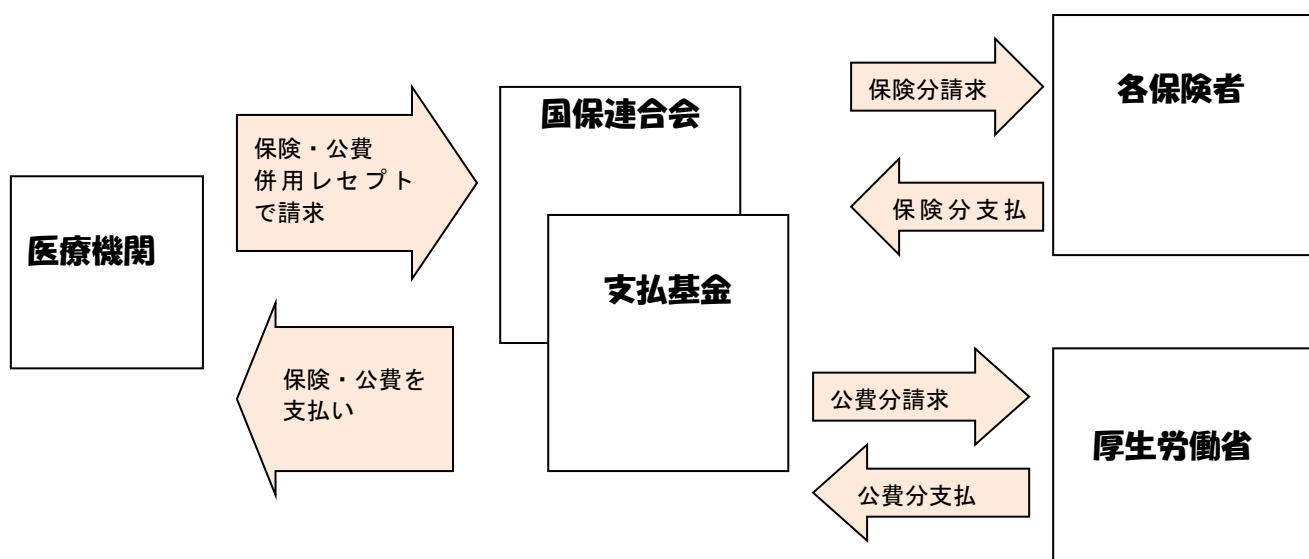 医療機関
保険・公費
併用レセプト
で請求
保険・公費を
支払い
国保連合会
支払基金
保険分請求
保険分支払
各保険者
公費分請求
公費分支払
厚生労働省